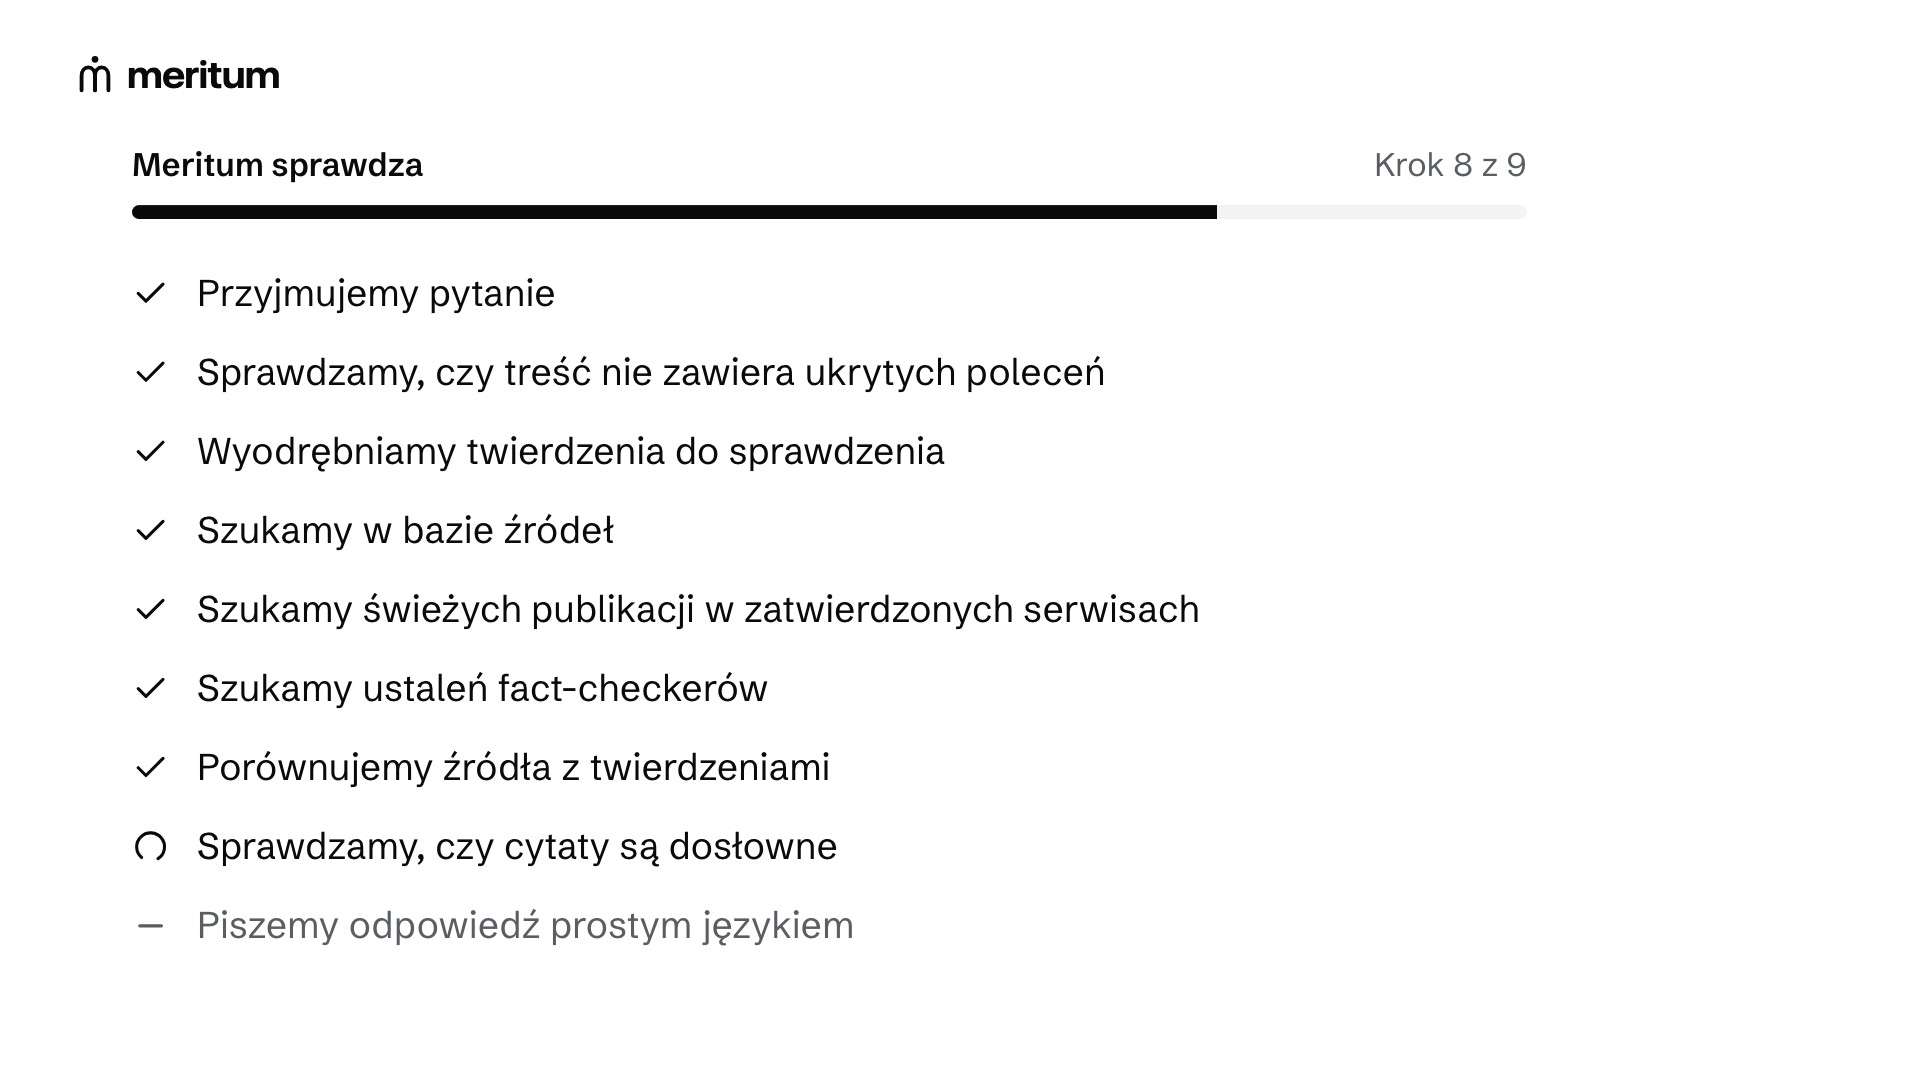 meritum
Meritum sprawdza
Krok 8 z 9
Przyjmujemy pytanie
Sprawdzamy, czy treść nie zawiera ukrytych poleceń
Wyodrębniamy twierdzenia do sprawdzenia
Szukamy w bazie źródeł
Szukamy świeżych publikacji w zatwierdzonych serwisach
Szukamy ustaleń fact-checkerów
Porównujemy źródła z twierdzeniami
Sprawdzamy, czy cytaty są dosłowne
Piszemy odpowiedź prostym językiem